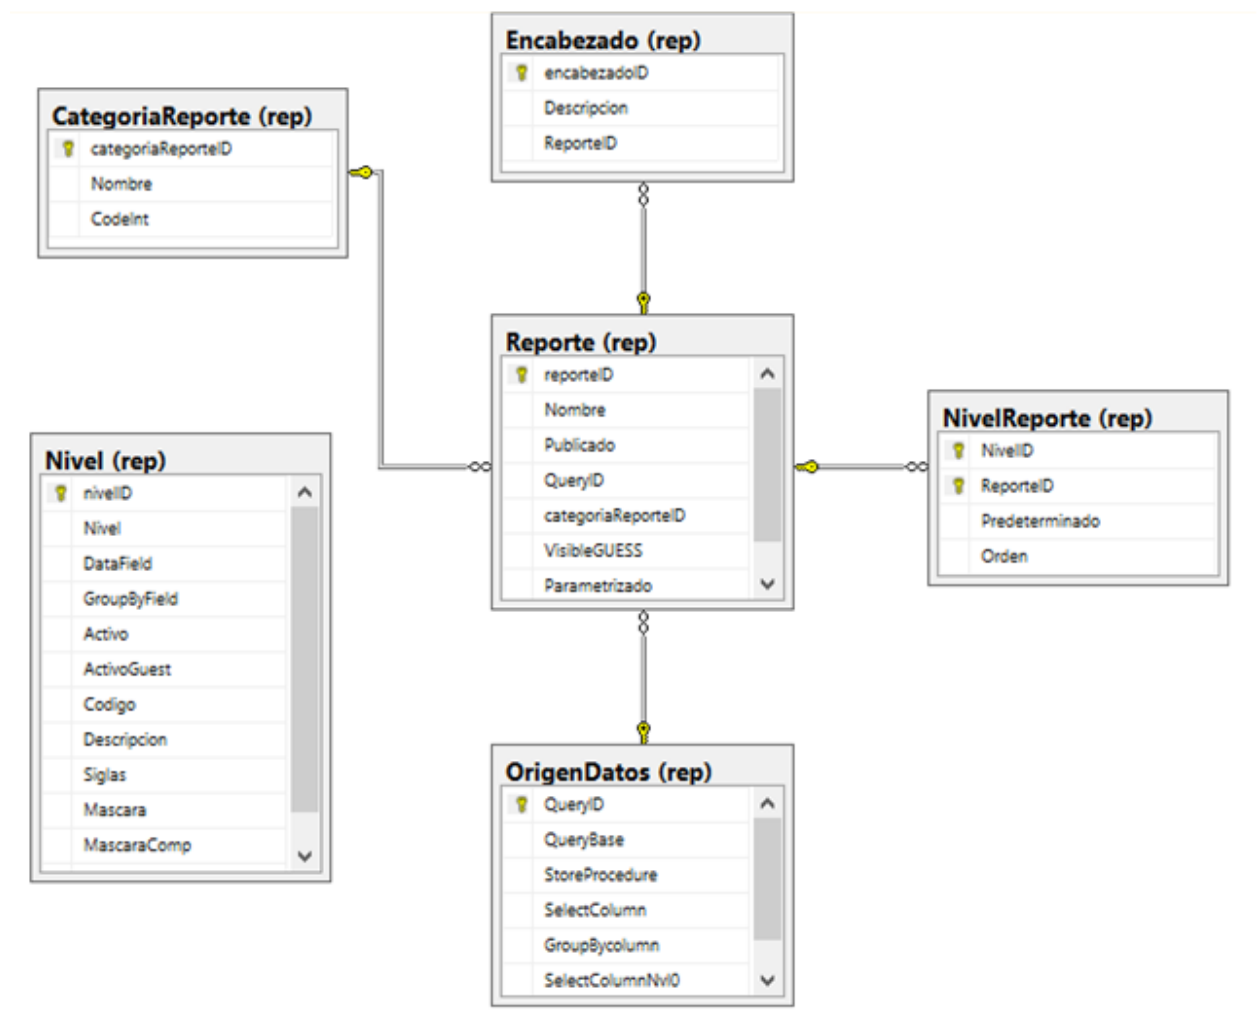 Encabezado (rep)
encabezadoID
Descripcion
ReporteID
CategoriaReporte (rep)
categoriaReporteID
Nombre
CodeInt
Reporte (rep)
reporteID
Nombre
Publicado
QueryID
categoriaReporteID
VisibleGUESS
Parametrizado
NivelReporte (rep)
NivelID
ReporteID
Predeterminado
Orden
Nivel (rep)
nivelID
Nivel
DataField
GroupByField
Activo
ActivoGuest
Codigo
Descripcion
Siglas
Mascara
MascaraComp
OrigenDatos (rep)
QueryID
QueryBase
StoreProcedure
SelectColumn
GroupBycolumn
SelectColumnNvl0